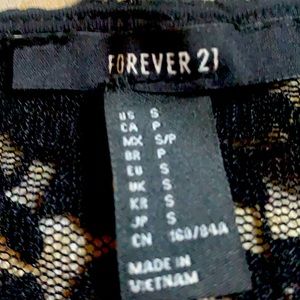 FOREVER 21
US S
CA P
MX S/P
BR P
EU S
UK S
KR S
JP S
CN 160/84A
MADE IN
VIETNAM